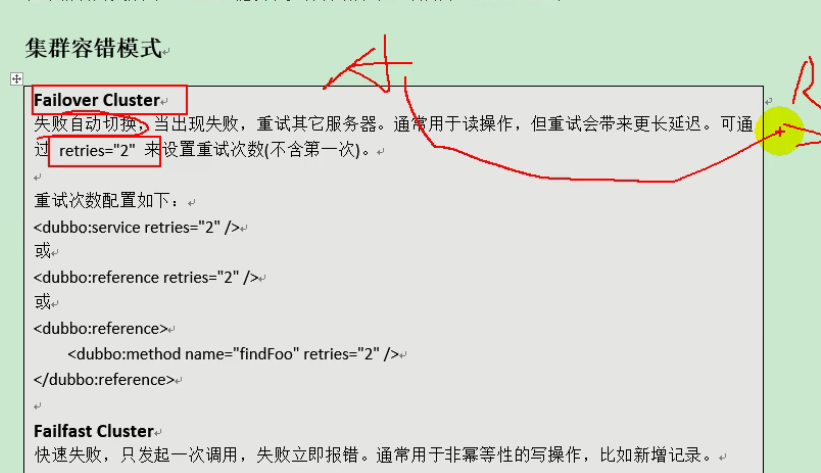 集群容错模式
Failover Cluster
失败自动切换，当出现失败，重试其它服务器。通常用于读操作，但重试会带来更长延迟。可通
过 retries="2" 来设置重试次数(不含第一次)。
重试次数配置如下：
<dubbo:service retries="2" />
或
<dubbo:reference retries="2" />
或
<dubbo:reference>
<dubbo:method name="findFoo" retries="2" />
</dubbo:reference>
Failfast Cluster
快速失败，只发起一次调用，失败立即报错。通常用于非幂等性的写操作，比如新增记录。